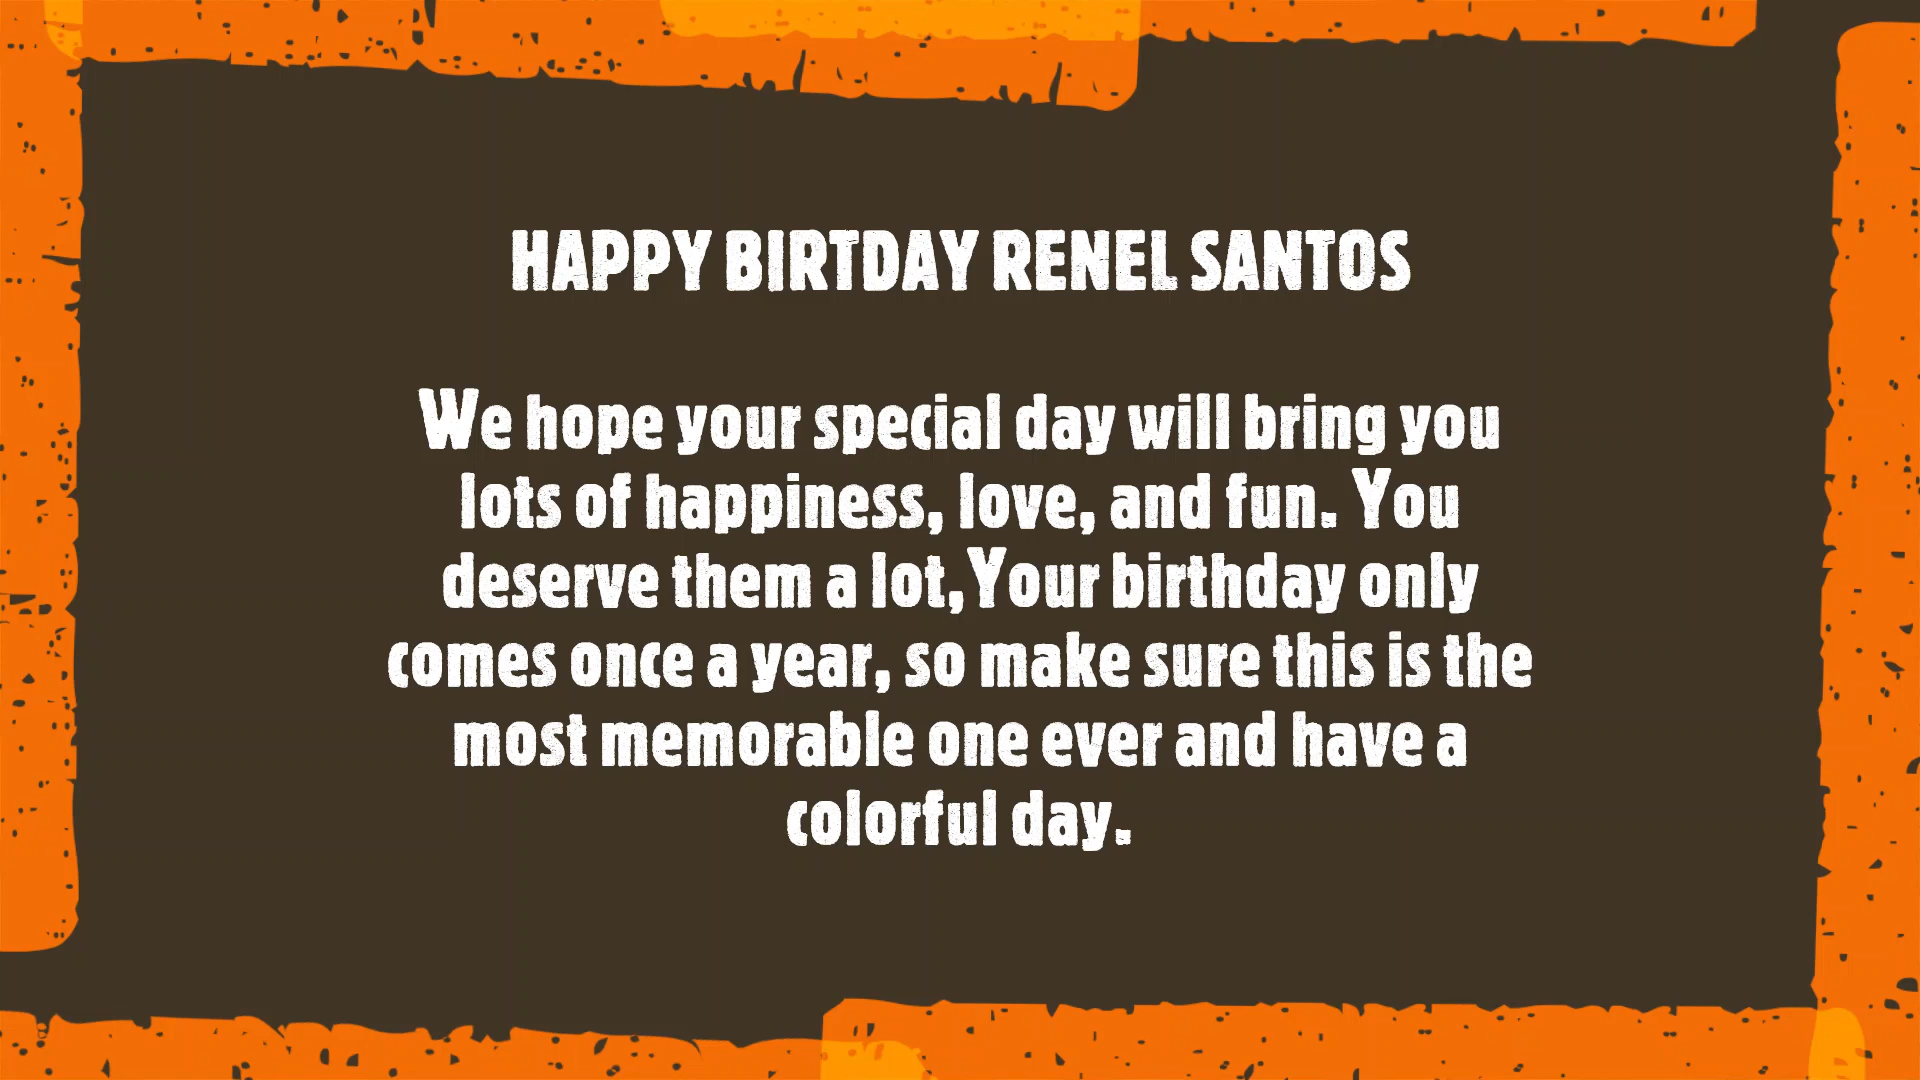 HAPPY BIRTDAY RENEL SANTOS
We hope your special day will bring you
lots of happiness, love, and fun. You
deserve them a lot,Your birthday only
comes once a year, so make sure this is the
most memorable one ever and have a
colorful day.